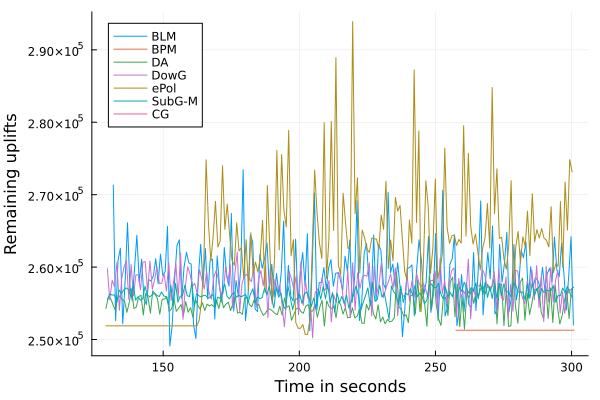 BLM
BPM
DA
DowG
ePol
SubG-M
CG
2.90×10⁵
2.80×10⁵
2.70×10⁵
2.60×10⁵
2.50×10⁵
Remaining uplifts
150
200
250
300
Time in seconds